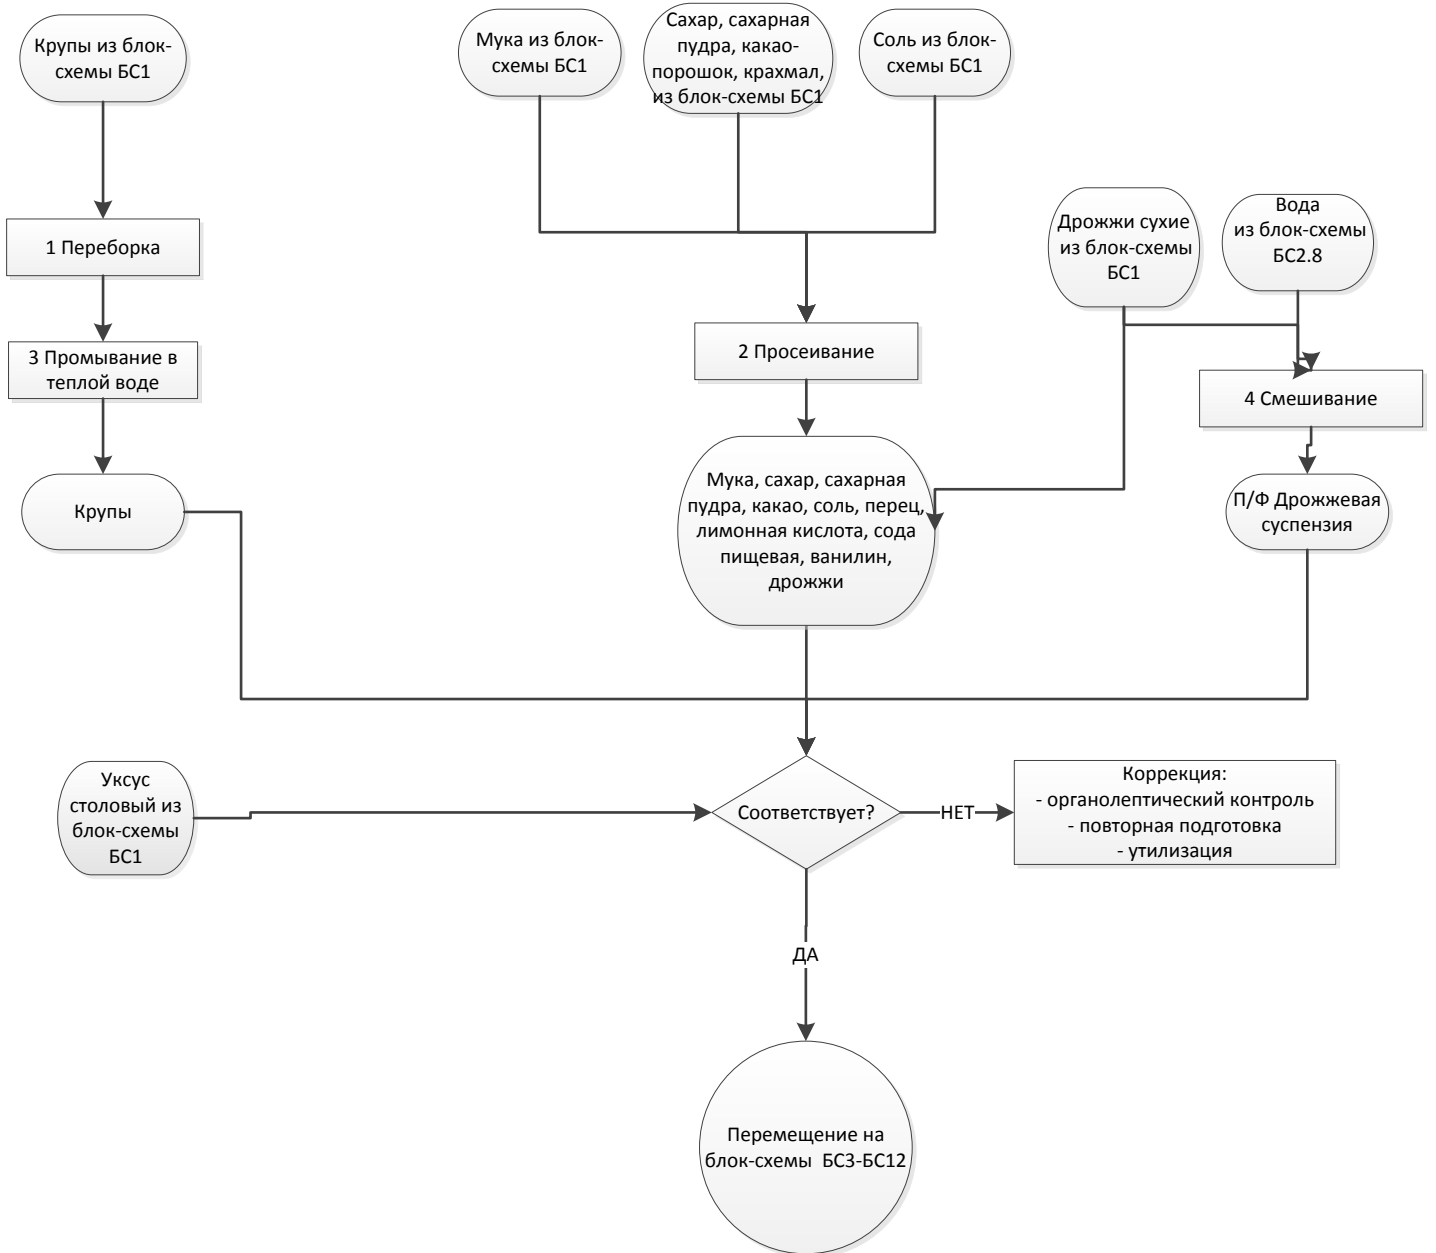 Крупы из блок-
схемы БС1
Мука из блок-
схемы БС1
Сахар, сахарная
пудра, какао-
порошок, крахмал,
из блок-схемы БС1
Соль из блок-
схемы БС1
Дрожжи сухие
из блок-схемы
БС1
Вода
из блок-схемы
БС2.8
1 Переборка
2 Просеивание
3 Промывание в
теплой воде
4 Смешивание
Крупы
Мука, сахар, сахарная
пудра, какао, соль, перец,
лимонная кислота, сода
пищевая, ванилин,
дрожжи
П/Ф Дрожжевая
суспензия
Уксус
столовый из
блок-схемы
БС1
Соответствует?
НЕТ
Коррекция:
- органолептический контроль
- повторная подготовка
- утилизация
ДА
Перемещение на
блок-схемы БС3-БС12